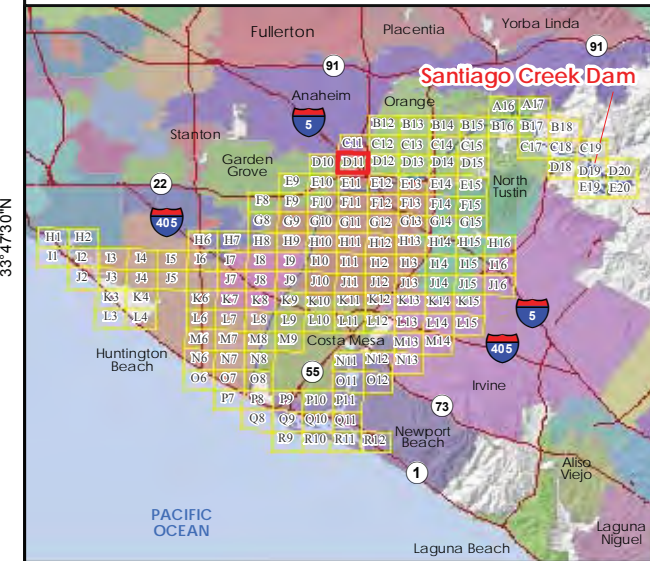 Fullerton
Placentia
Yorba Linda
91
91
Santiago Creek Dam
Anaheim
Orange
5
A16 A17
Stanton
B12 B13 B14 B15 B16 B17 B18
C11 C12 C13 C14 C15 C17 C18 C19
Garden
Grove
D10 D11 D12 D13 D14 D15 D18 D19 D20
22
E9 E10 E11 E12 E13 E14 E15 E19 E20
North
Tustin
33°47'30"N
405
F8 F9 F10 F11 F12 F13 F14 F15
G8 G9 G10 G11 G12 G13 G14 G15
H1 H2 H6 H7 H8 H9 H10 H11 H12 H13 H14 H15 H16
I1 I2 I3 I4 I5 I6 I7 I8 I9 I10 I11 I12 I13 I14 I15 I16
J2 J3 J4 J5 J7 J8 J9 J10 J11 J12 J13 J14 J15 J16
K3 K4 K6 K7 K8 K9 K10 K11 K12 K13 K14 K15
5
L3 L4 L6 L7 L8 L9 L10 L11 L12 L13 L14 L15
M6 M7 M8 M9 Costa Mesa M13 M14
405
Huntington
Beach
N6 N7 N8 N11 N12 N13
55
O6 O7 O8 O11 O12
Irvine
P7 P8 P9 P10 P11
73
Q8 Q9 Q10 Q11
R9 R10 R11 R12
Newport
Beach
1
Aliso
Viejo
PACIFIC
OCEAN
Laguna
Niguel
Laguna Beach